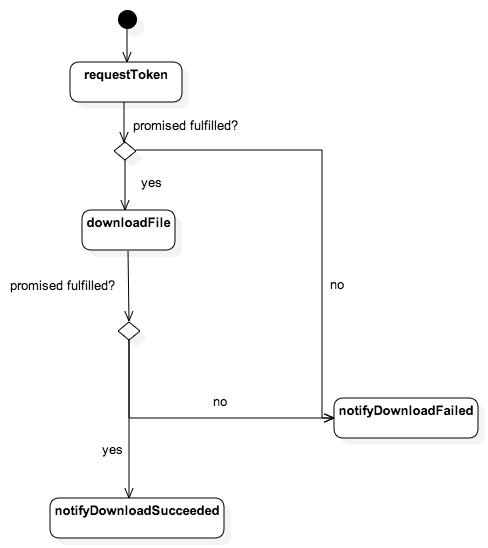 requestToken
promised fulfilled?
yes
downloadFile
promised fulfilled?
no
no
notifyDownloadFailed
yes
notifyDownloadSucceeded